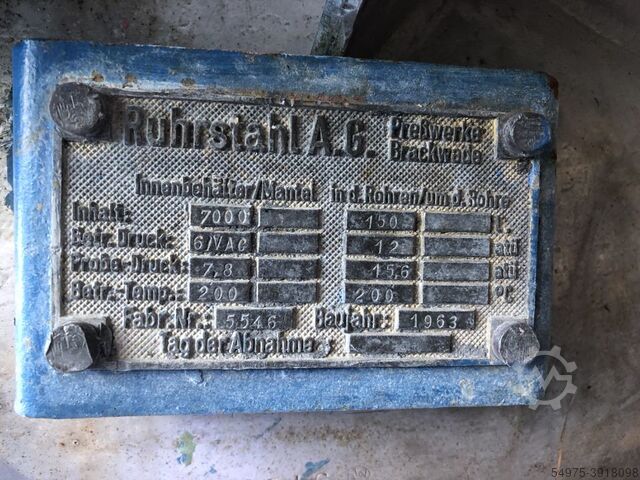 Ruhrstahl A.G. Preßwerke Brackwede
Innenbehälter/Mantel in d. Rohren/um d. Rohre
Inhalt: 7000 150 L
Betr. Druck: 6/VAC 12 atü
Probe-Druck: 7,8 15,6 atü
Betr.-Temp.: 200 200 °C
Fabr. Nr.: 5546 Baujahr: 1963
Tag der Abnahme:
54975-3918098